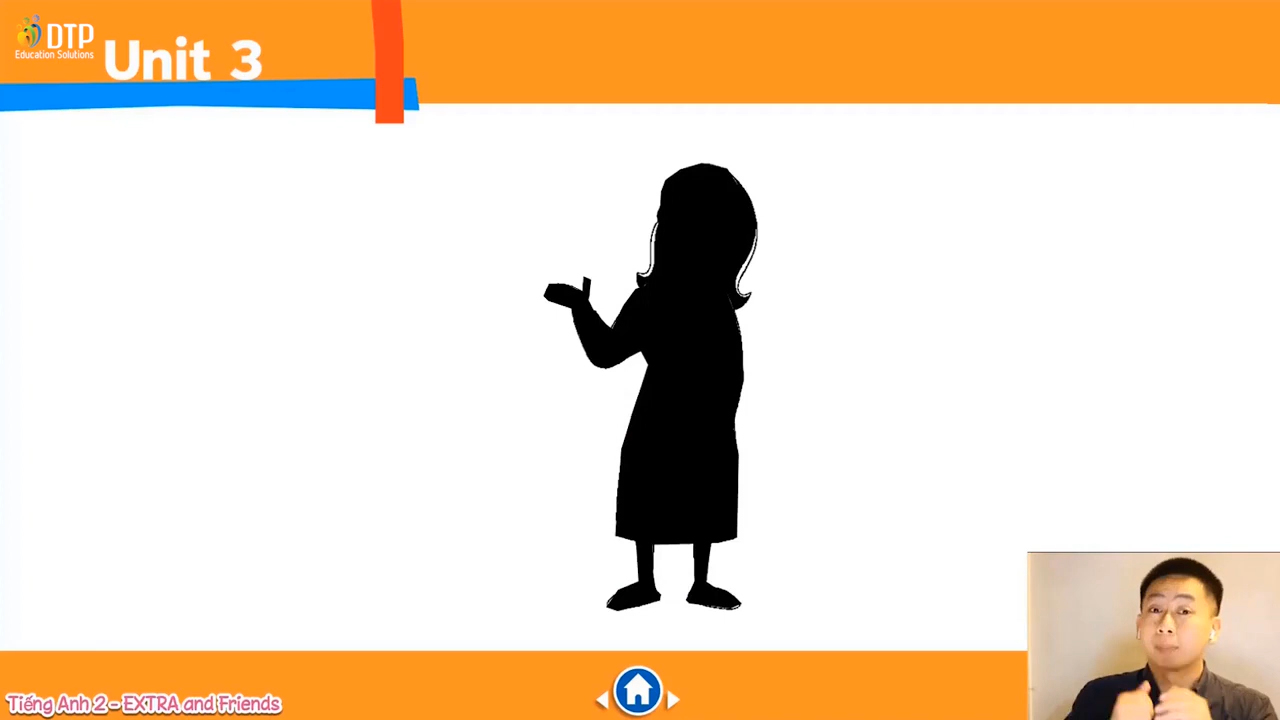 DTP
Education Solutions
Unit 3
Tiếng Anh 2 - EXTRA and Friends